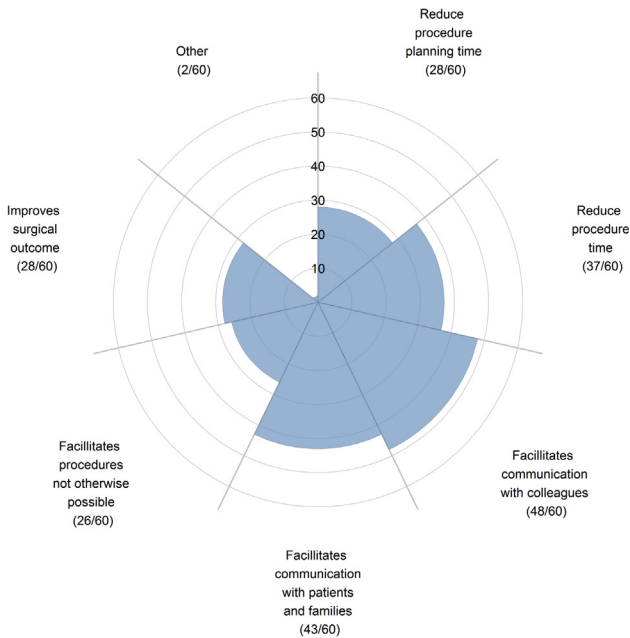 Reduce
procedure
planning time
(28/60)
Other
(2/60)
60
50
40
30
20
10
Improves
surgical
outcome
(28/60)
Reduce
procedure
time
(37/60)
Facillitates
procedures
not otherwise
possible
(26/60)
Facillitates
communication
with colleagues
(48/60)
Facillitates
communication
with patients
and families
(43/60)